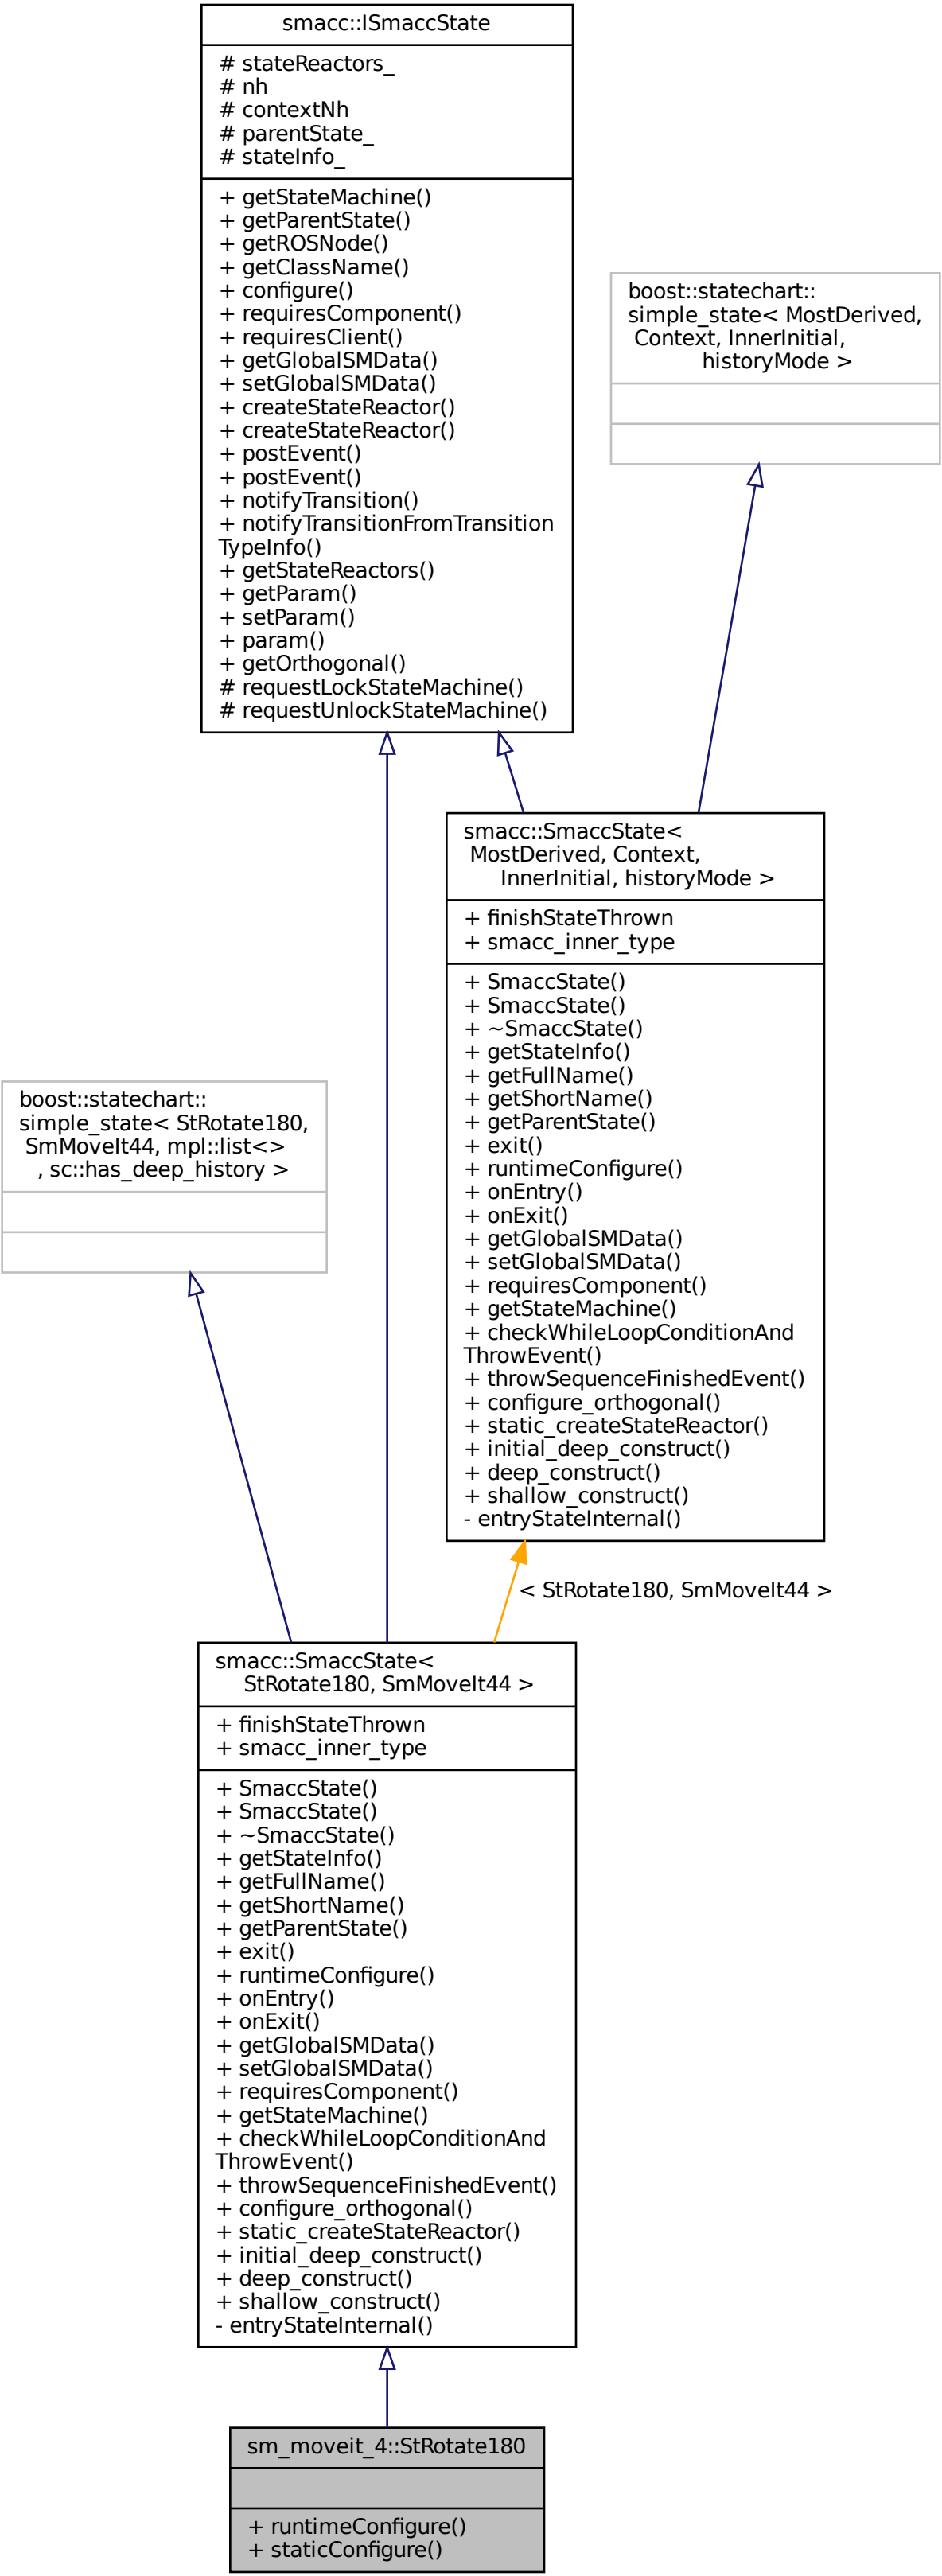 smacc::ISmaccState
# stateReactors_
# nh
# contextNh
# parentState_
# stateInfo_
+ getStateMachine()
+ getParentState()
+ getROSNode()
+ getClassName()
+ configure()
+ requiresComponent()
+ requiresClient()
+ getGlobalSMData()
+ setGlobalSMData()
+ createStateReactor()
+ createStateReactor()
+ postEvent()
+ postEvent()
+ notifyTransition()
+ notifyTransitionFromTransition
TypeInfo()
+ getStateReactors()
+ getParam()
+ setParam()
+ param()
+ getOrthogonal()
# requestLockStateMachine()
# requestUnlockStateMachine()
boost::statechart::
simple_state< MostDerived,
Context, InnerInitial,
historyMode >
smacc::SmaccState<
MostDerived, Context,
InnerInitial, historyMode >
+ finishStateThrown
+ smacc_inner_type
+ SmaccState()
+ SmaccState()
+ ~SmaccState()
+ getStateInfo()
+ getFullName()
+ getShortName()
+ getParentState()
+ exit()
+ runtimeConfigure()
+ onEntry()
+ onExit()
+ getGlobalSMData()
+ setGlobalSMData()
+ requiresComponent()
+ getStateMachine()
+ checkWhileLoopConditionAnd
ThrowEvent()
+ throwSequenceFinishedEvent()
+ configure_orthogonal()
+ static_createStateReactor()
+ initial_deep_construct()
+ deep_construct()
+ shallow_construct()
- entryStateInternal()
boost::statechart::
simple_state< StRotate180,
SmMoveIt44, mpl::list<>
, sc::has_deep_history >
< StRotate180, SmMoveIt44 >
smacc::SmaccState<
StRotate180, SmMoveIt44 >
+ finishStateThrown
+ smacc_inner_type
+ SmaccState()
+ SmaccState()
+ ~SmaccState()
+ getStateInfo()
+ getFullName()
+ getShortName()
+ getParentState()
+ exit()
+ runtimeConfigure()
+ onEntry()
+ onExit()
+ getGlobalSMData()
+ setGlobalSMData()
+ requiresComponent()
+ getStateMachine()
+ checkWhileLoopConditionAnd
ThrowEvent()
+ throwSequenceFinishedEvent()
+ configure_orthogonal()
+ static_createStateReactor()
+ initial_deep_construct()
+ deep_construct()
+ shallow_construct()
- entryStateInternal()
sm_moveit_4::StRotate180
+ runtimeConfigure()
+ staticConfigure()